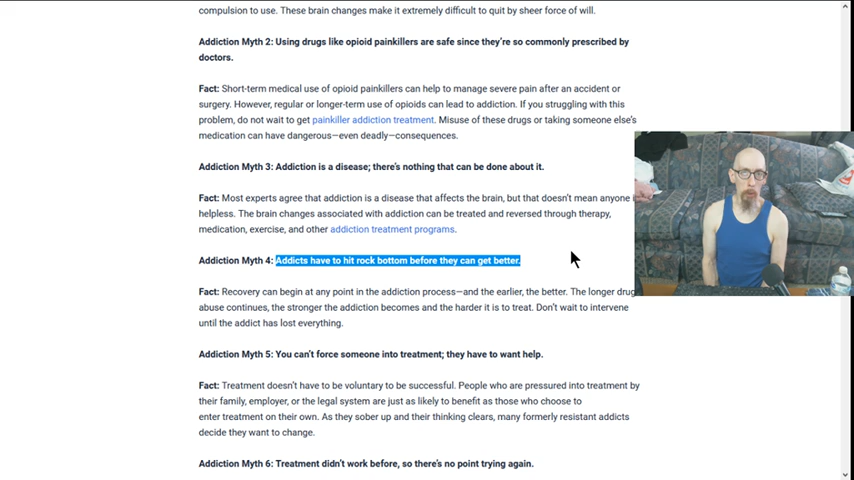 compulsion to use. These brain changes make it extremely difficult to quit by sheer force of will.
Addiction Myth 2: Using drugs like opioid painkillers are safe since they're so commonly prescribed by
doctors.
Fact: Short-term medical use of opioid painkillers can help to manage severe pain after an accident or
surgery. However, regular or longer-term use of opioids can lead to addiction. If you struggling with this
problem, do not wait to get painkiller addiction treatment. Misuse of these drugs or taking someone else's
medication can have dangerous—even deadly—consequences.
Addiction Myth 3: Addiction is a disease; there's nothing that can be done about it.
Fact: Most experts agree that addiction is a disease that affects the brain, but that doesn't mean anyone
helpless. The brain changes associated with addiction can be treated and reversed through therapy,
medication, exercise, and other addiction treatment programs.
Addiction Myth 4: Addicts have to hit rock bottom before they can get better.
Fact: Recovery can begin at any point in the addiction process—and the earlier, the better. The longer drug
abuse continues, the stronger the addiction becomes and the harder it is to treat. Don't wait to intervene
until the addict has lost everything.
Addiction Myth 5: You can't force someone into treatment; they have to want help.
Fact: Treatment doesn't have to be voluntary to be successful. People who are pressured into treatment by
their family, employer, or the legal system are just as likely to benefit as those who choose to
enter treatment on their own. As they sober up and their thinking clears, many formerly resistant addicts
decide they want to change.
Addiction Myth 6: Treatment didn't work before, so there's no point trying again.